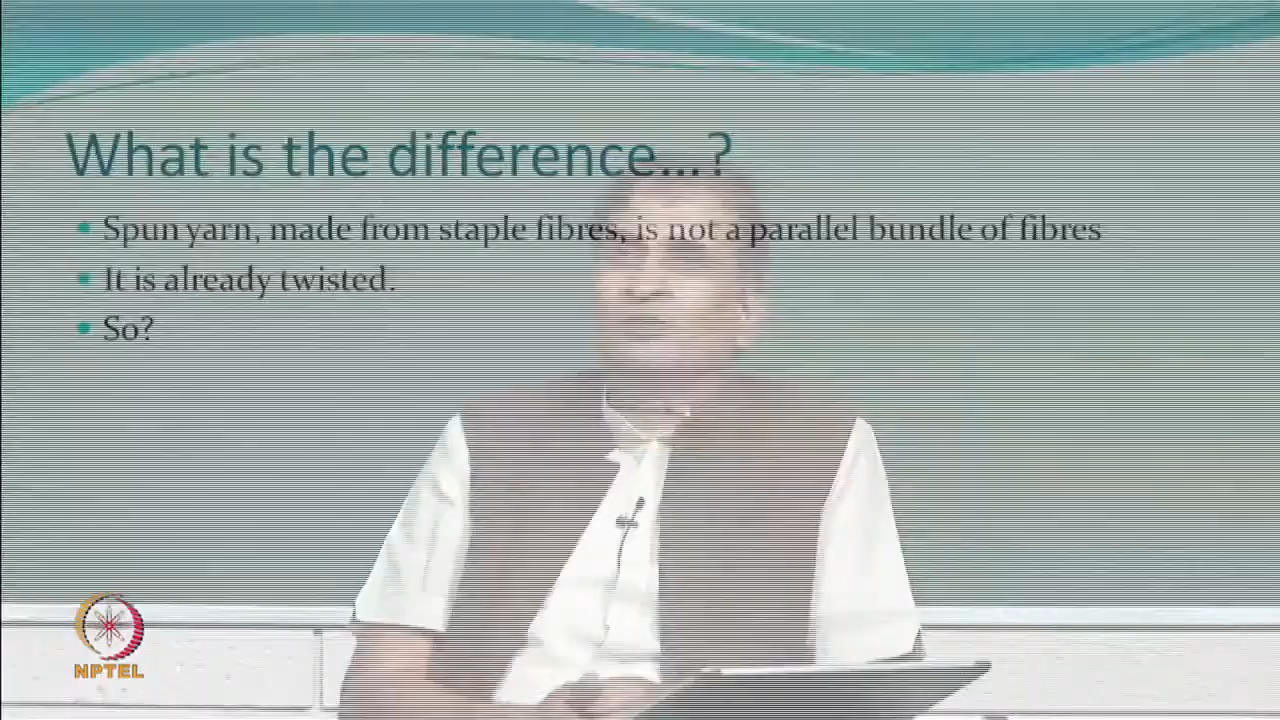 What is the difference...?
Spun yarn, made from staple fibres, is not a parallel bundle of fibres
It is already twisted.
So?
NPTEL